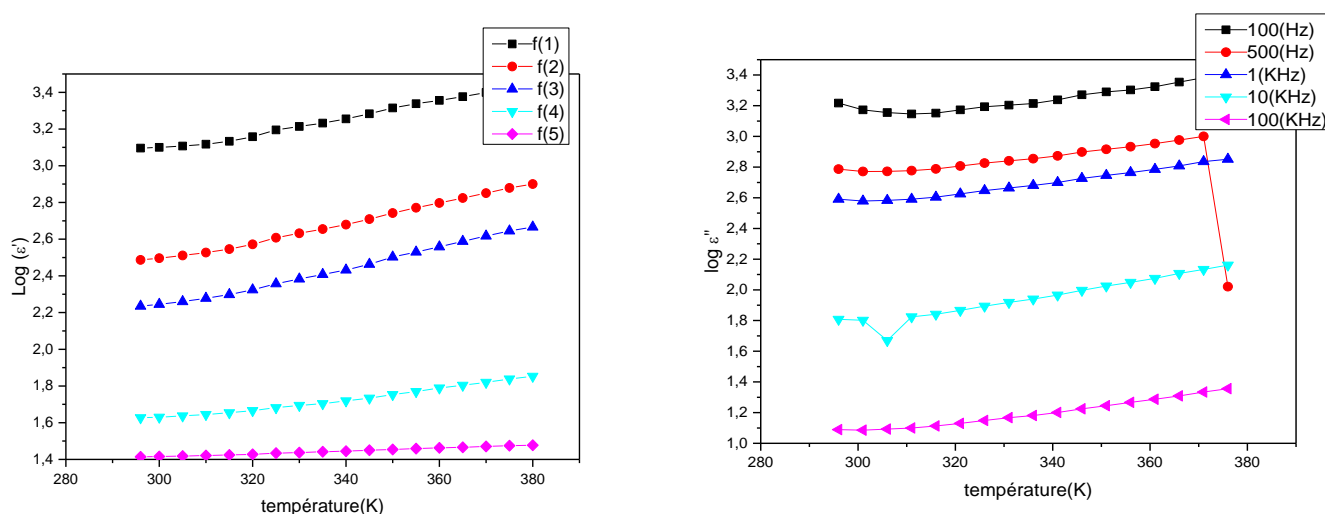 f(1)
f(2)
f(3)
f(4)
f(5)
3,4
3,2
3,0
2,8
2,6
2,4
2,2
2,0
1,8
1,6
1,4
Log (ε')
280
300
320
340
360
380
température(K)
100(Hz)
500(Hz)
1(KHz)
10(KHz)
100(KHz)
3,4
3,2
3,0
2,8
2,6
2,4
2,2
2,0
1,8
1,6
1,4
1,2
1,0
log ε"
280
300
320
340
360
380
température(K)